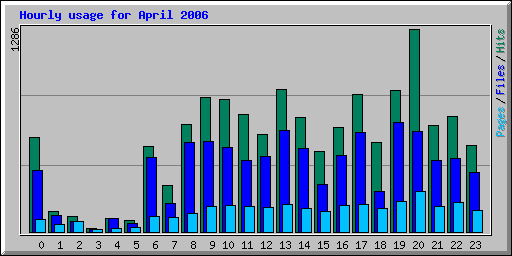 Hourly usage for April 2006
1286
Pages / Files / Hits
0 1 2 3 4 5 6 7 8 9 10 11 12 13 14 15 16 17 18 19 20 21 22 23